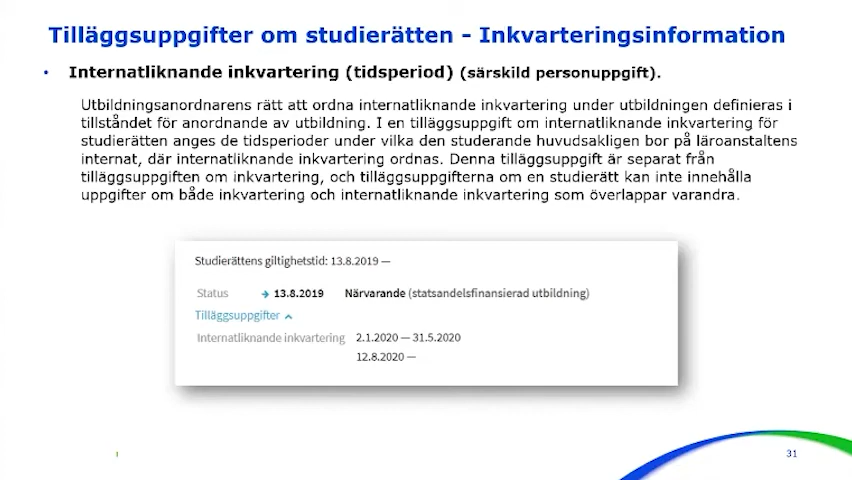 Tilläggsuppgifter om studierätten - Inkvarteringsinformation
• Internatliknande inkvartering (tidsperiod) (särskild personuppgift).
Utbildningsanordnarens rätt att ordna internatliknande inkvartering under utbildningen definieras i
tillståndet för anordnande av utbildning. I en tilläggsuppgift om internatliknande inkvartering för
studierätten anges de tidsperioder under vilka den studerande huvudsakligen bor på läroanstaltens
internat, där internatliknande inkvartering ordnas. Denna tilläggsuppgift är separat från
tilläggsuppgiften om inkvartering, och tilläggsuppgifterna om en studierätt kan inte innehålla
uppgifter om både inkvartering och internatliknande inkvartering som överlappar varandra.
Studierättens giltighetstid: 13.8.2019 —
Status → 13.8.2019 Närvarande (statsandelsfinansierad utbildning)
Tilläggsuppgifter
Internatliknande inkvartering 2.1.2020 — 31.5.2020
12.8.2020 —
31